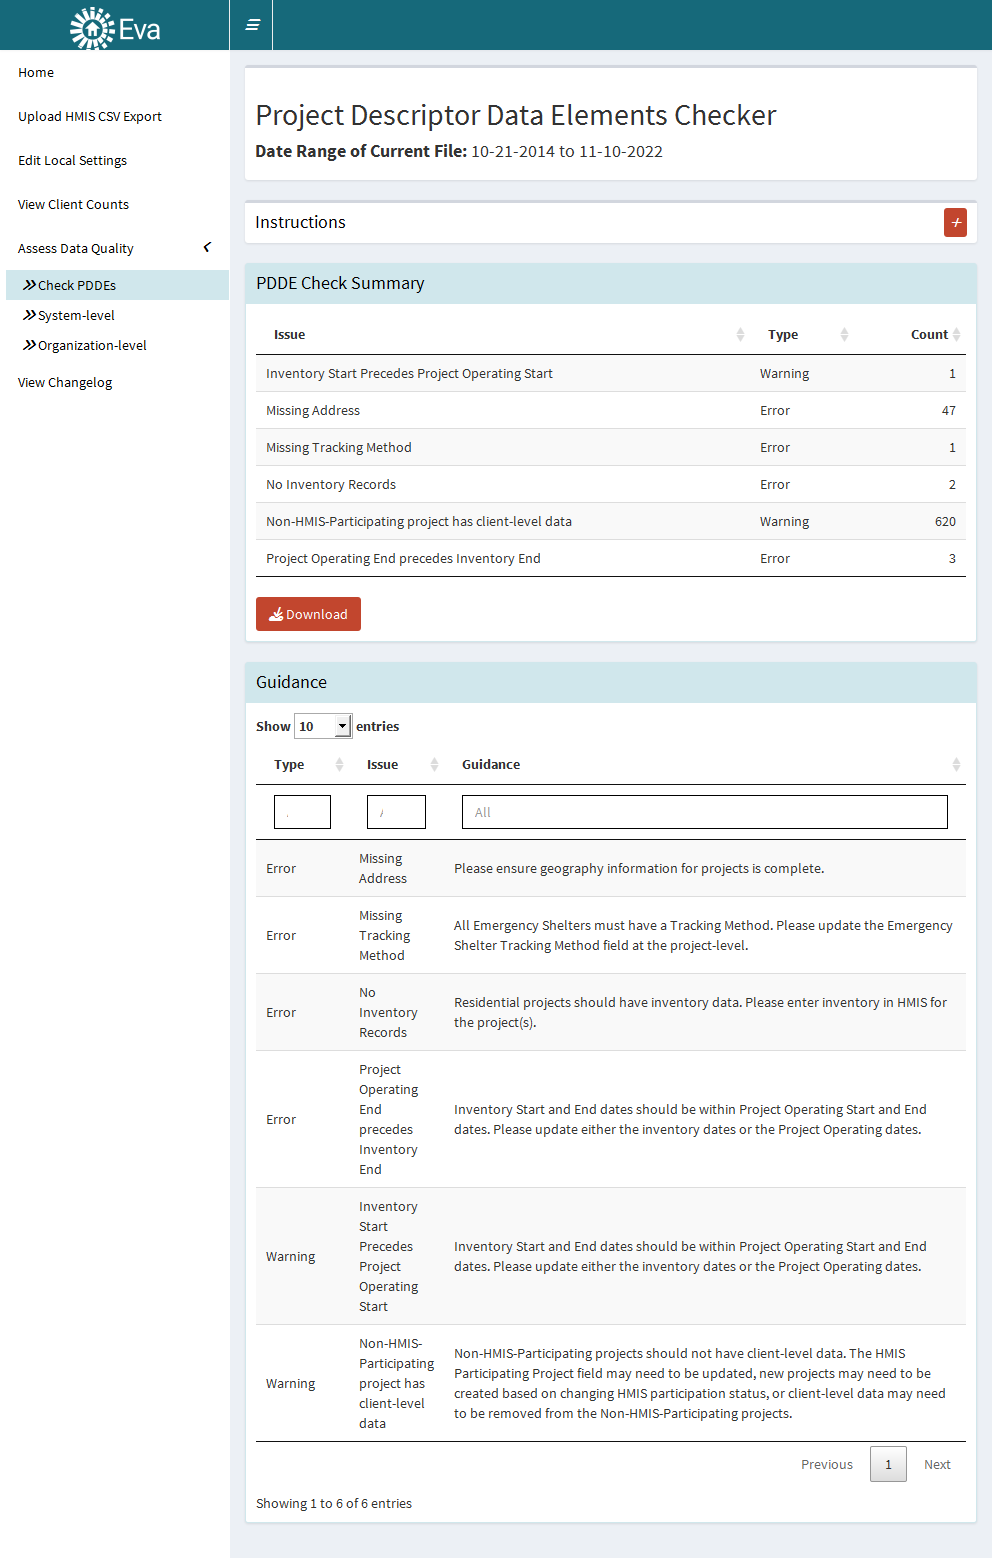 Eva
Home
Upload HMIS CSV Export
Edit Local Settings
View Client Counts
Assess Data Quality
Check PDDEs
System-level
Organization-level
View Changelog
Project Descriptor Data Elements Checker
Date Range of Current File: 10-21-2014 to 11-10-2022
Instructions
PDDE Check Summary
Issue Type Count
Inventory Start Precedes Project Operating Start Warning 1
Missing Address Error 47
Missing Tracking Method Error 1
No Inventory Records Error 2
Non-HMIS-Participating project has client-level data Warning 620
Project Operating End precedes Inventory End Error 3
Download
Guidance
Show 10 entries
Type Issue Guidance
All
Error
Missing
Address
Please ensure geography information for projects is complete.
Error
Missing
Tracking
Method
All Emergency Shelters must have a Tracking Method. Please update the Emergency
Shelter Tracking Method field at the project-level.
Error
No
Inventory
Records
Residential projects should have inventory data. Please enter inventory in HMIS for
the project(s).
Error
Project
Operating
End
precedes
Inventory
End
Inventory Start and End dates should be within Project Operating Start and End
dates. Please update either the inventory dates or the Project Operating dates.
Warning
Inventory
Start
Precedes
Project
Operating
Start
Inventory Start and End dates should be within Project Operating Start and End
dates. Please update either the inventory dates or the Project Operating dates.
Warning
Non-HMIS-
Participating
project has
client-level
data
Non-HMIS-Participating projects should not have client-level data. The HMIS
Participating Project field may need to be updated, new projects may need to be
created based on changing HMIS participation status, or client-level data may need
to be removed from the Non-HMIS-Participating projects.
Previous 1 Next
Showing 1 to 6 of 6 entries